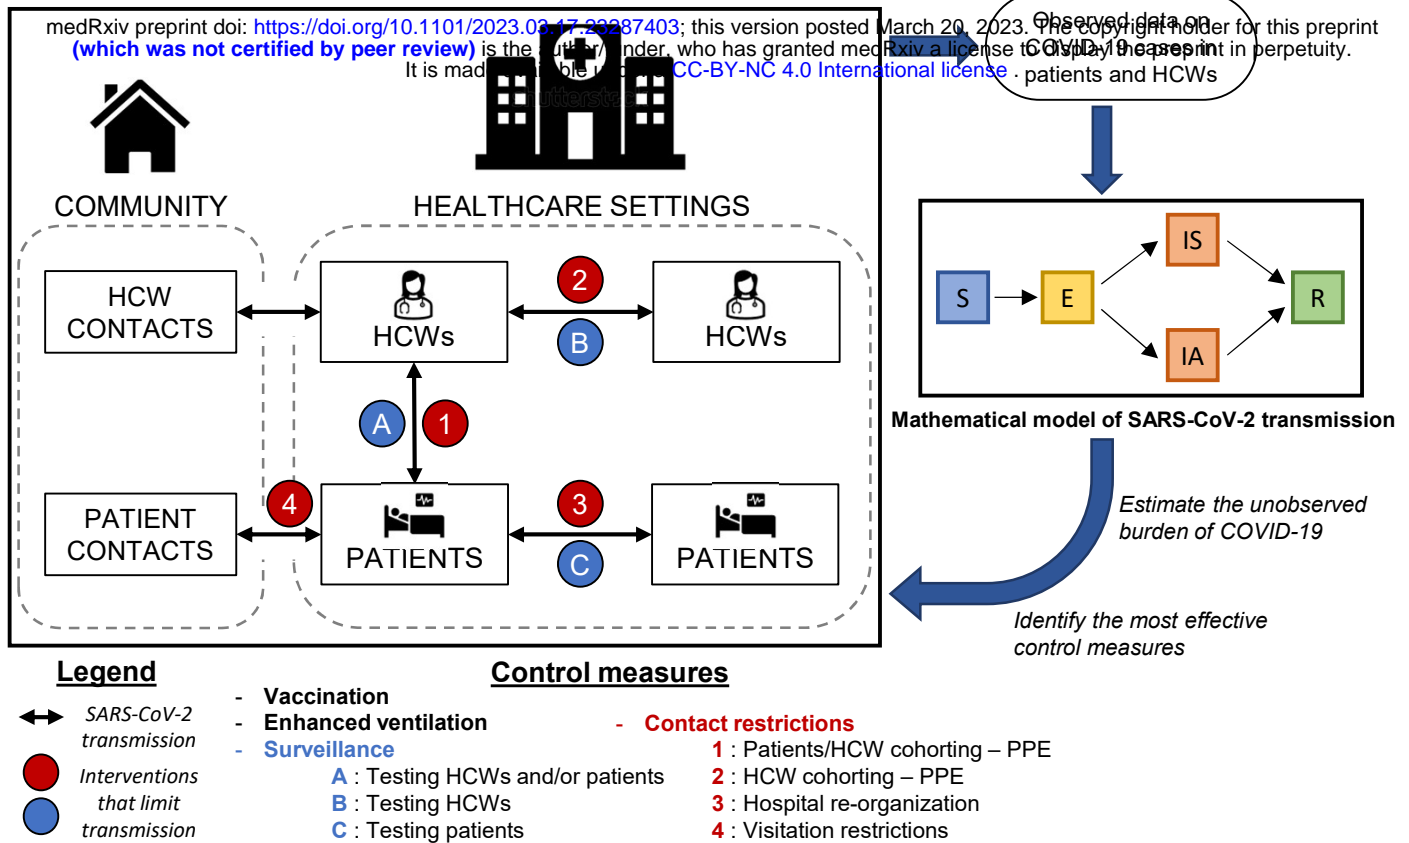 medRxiv preprint doi: https://doi.org/10.1101/2023.03.17.23287403; this version posted March 20, 2023. The copyright holder for this preprint
(which was not certified by peer review) is the author/funder, who has granted medRxiv a license to display the preprint in perpetuity.
It is made available under a CC-BY-NC 4.0 International license .
Observed data on
COVID-19 cases in
patients and HCWs
shutterstock
COMMUNITY
HEALTHCARE SETTINGS
HCW
CONTACTS
HCWs
2
B
HCWs
A
1
4
PATIENT
CONTACTS
PATIENTS
3
C
PATIENTS
S
E
IS
IA
R
Mathematical model of SARS-CoV-2 transmission
Estimate the unobserved
burden of COVID-19
Identify the most effective
control measures
Legend
SARS-CoV-2
transmission
Interventions
that limit
transmission
Control measures
- Vaccination
- Enhanced ventilation
- Surveillance
A : Testing HCWs and/or patients
B : Testing HCWs
C : Testing patients
- Contact restrictions
1 : Patients/HCW cohorting – PPE
2 : HCW cohorting – PPE
3 : Hospital re-organization
4 : Visitation restrictions